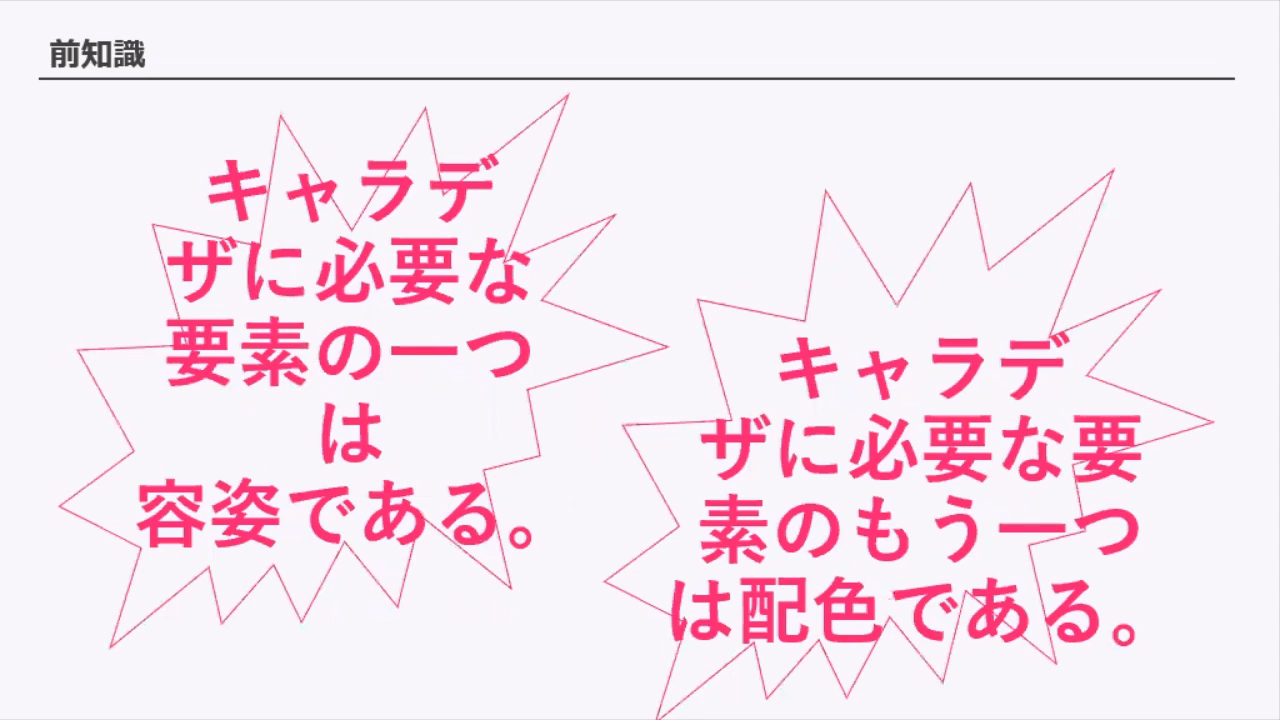 前知識
キャラデ
ザに必要な
要素の一つ
は
容姿である。
キャラデ
ザに必要な要
素のもう一つ
は配色である。